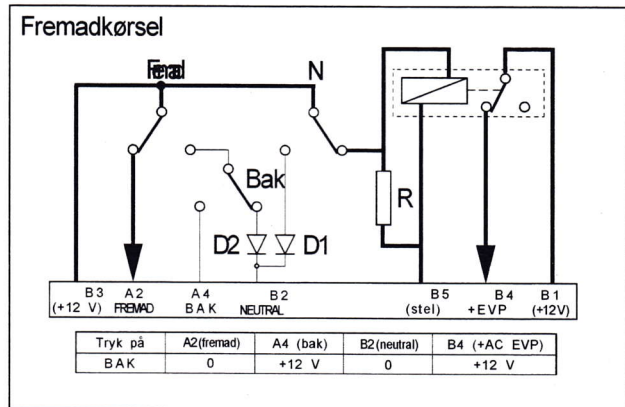 Fremadkørsel
Fremad N
Bak
R
D2 D1
B3 A2 A4 B2 B5 B4 B1
(+12 V) FREMAD BAK NEUTRAL (stel) +EVP (+12V)
Tryk på A2(fremad) A4 (bak) B2(neutral) B4 (+AC EVP)
BAK 0 +12 V 0 +12 V